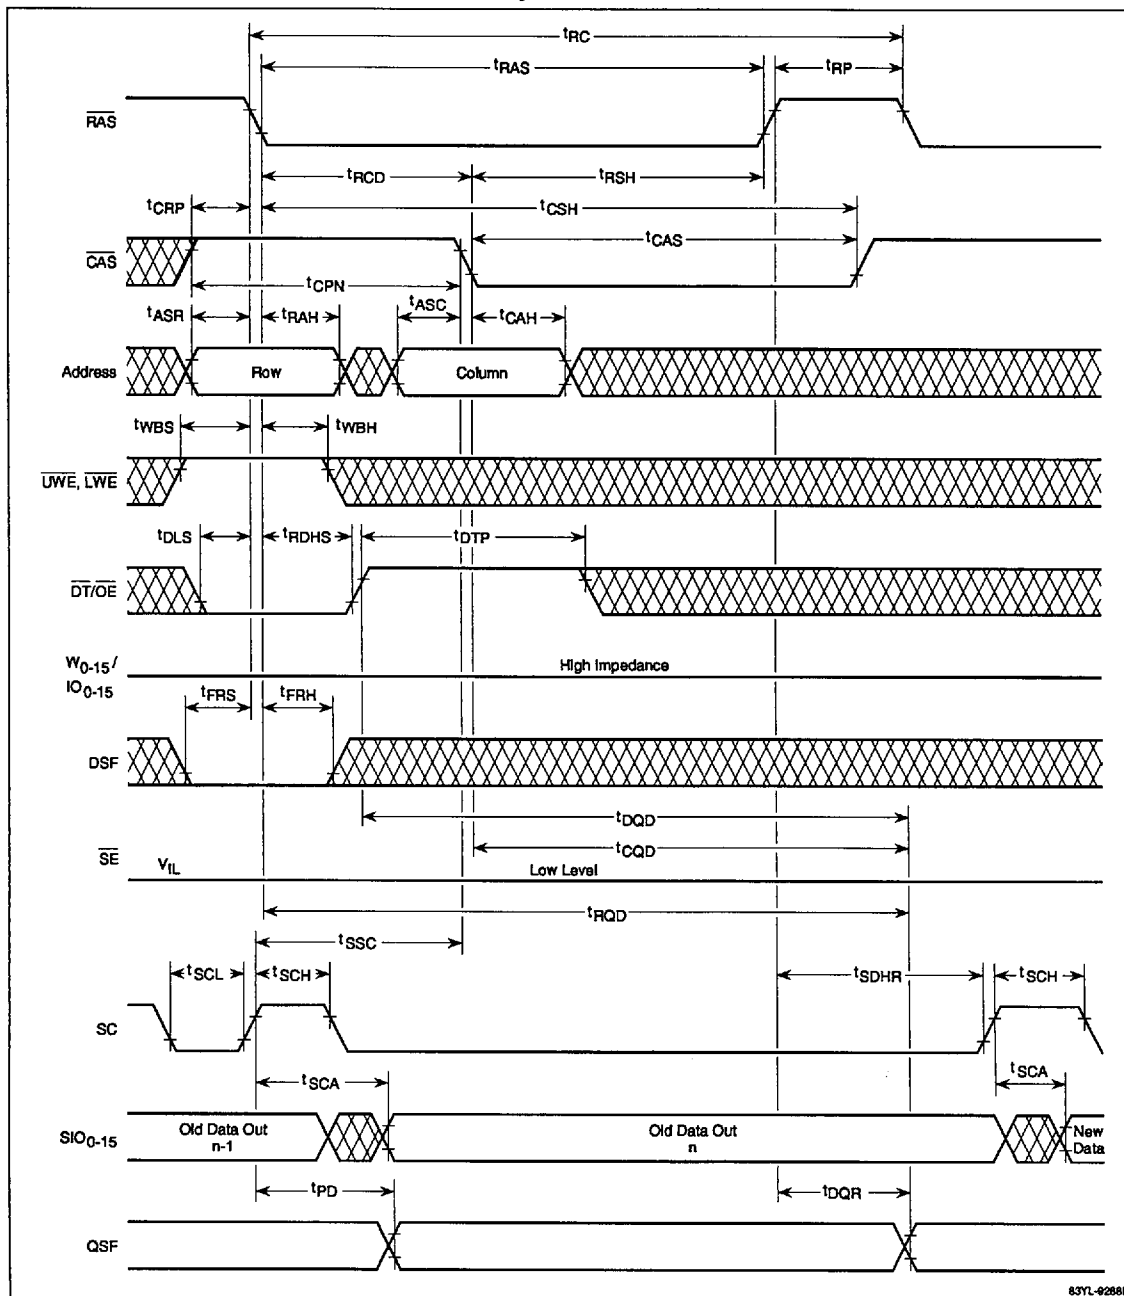 tRC
tRAS
tRP
RAS
tRCD
tRSH
tCRP
tCSH
CAS
tCAS
tCPN
tASR
tRAH
tASC
tCAH
Address
Row
Column
tWBS
tWBH
UWE, LWE
tDLS
tRDHS
tDTP
DT/OE
W0-15 /
IO0-15
High Impedance
tFRS
tFRH
DSF
tDQD
tCQD
SE
VIL
Low Level
tRQD
tSSC
tSCL
tSCH
tSDHR
tSCH
SC
tSCA
tSCA
SIO0-15
Old Data Out
n-1
Old Data Out
n
New
Data
tPD
tDQR
QSF